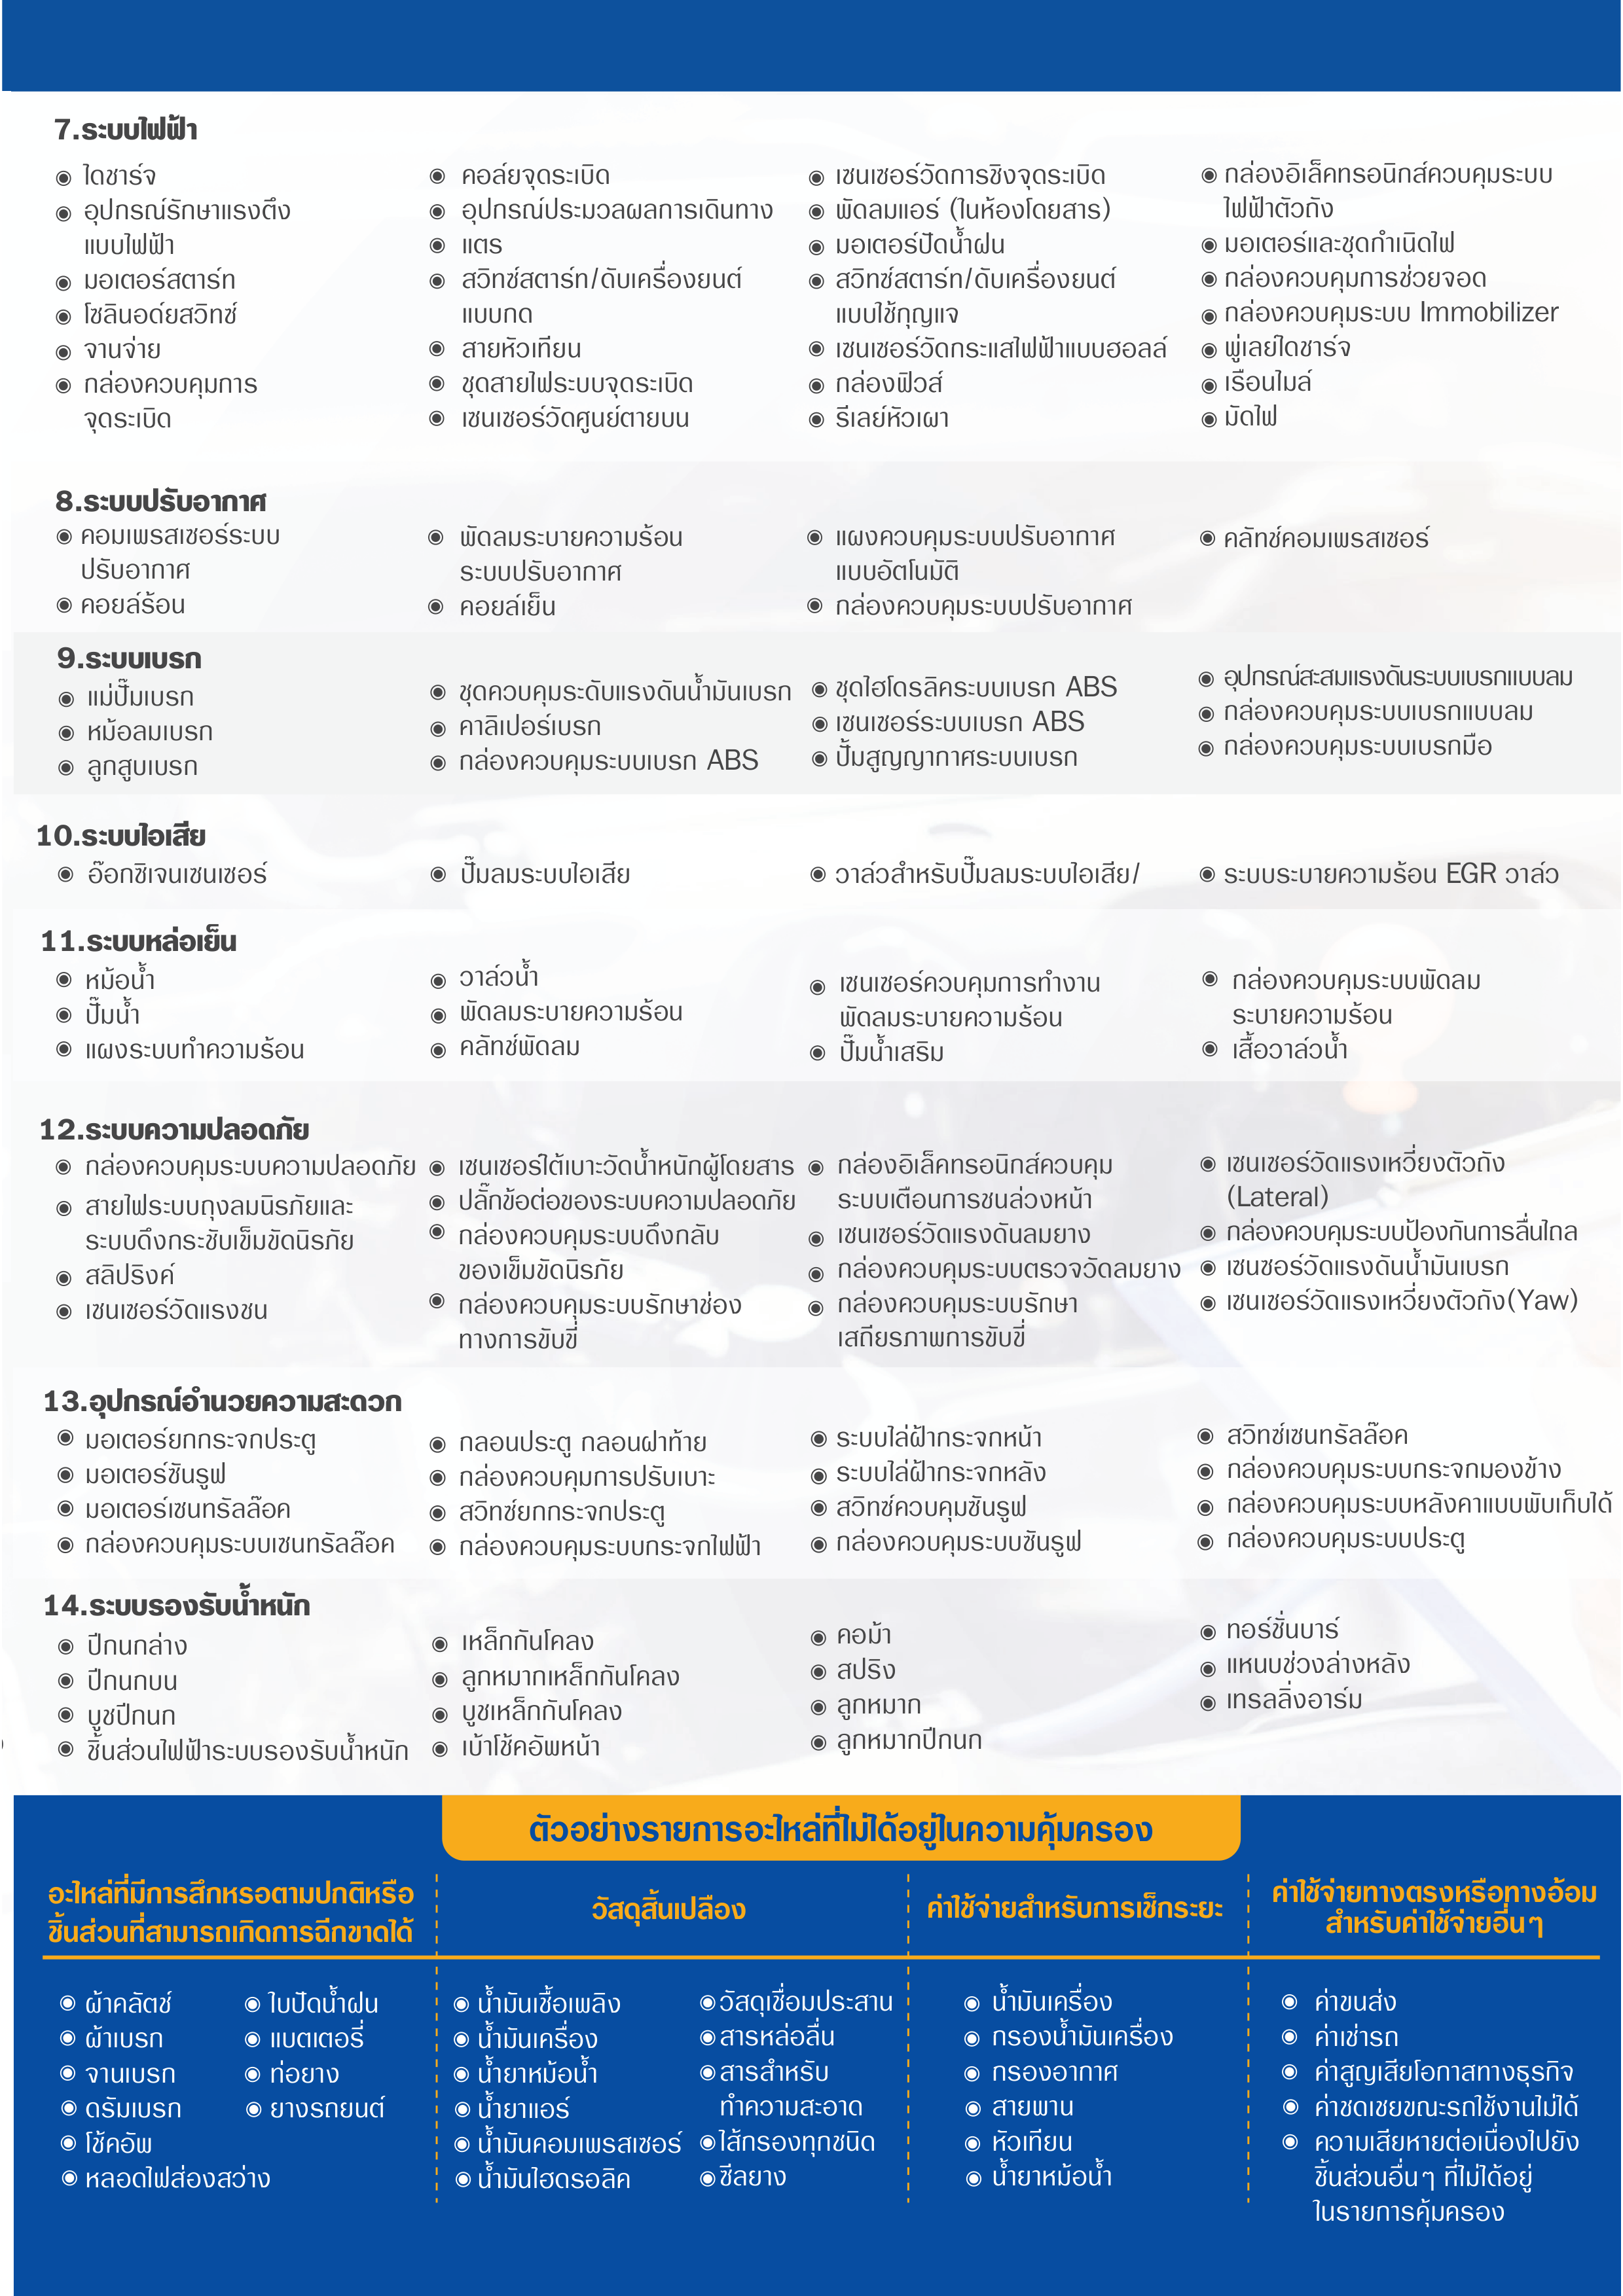 7.ระบบไฟฟ้า
ไดชาร์จ
อุปกรณ์รักษาแรงตึง
แบบไฟฟ้า
มอเตอร์สตาร์ท
โซลินอด์ยสวิทซ์
จานจ่าย
กล่องควบคุมการ
จุดระเบิด
คอล์ยจุดระเบิด
อุปกรณ์ประมวลผลการเดินทาง
แตร
สวิทซ์สตาร์ท/ดับเครื่องยนต์
แบบกด
สายหัวเทียน
ชุดสายไฟระบบจุดระเบิด
เซนเซอร์วัดศูนย์ตายบน
เซนเซอร์วัดการชิงจุดระเบิด
พัดลมแอร์ (ในห้องโดยสาร)
มอเตอร์ปัดน้ำฝน
สวิทซ์สตาร์ท/ดับเครื่องยนต์
แบบใช้กุญแจ
เซนเซอร์วัดกระแสไฟฟ้าแบบฮอลล์
กล่องฟิวส์
รีเลย์หัวเผา
กล่องอิเล็คทรอนิกส์ควบคุมระบบ
ไฟฟ้าตัวถัง
มอเตอร์และชุดกำเนิดไฟ
กล่องควบคุมการช่วยจอด
กล่องควบคุมระบบ Immobilizer
พู่เลย์ไดชาร์จ
เรือนไมล์
มัดไฟ
8.ระบบปรับอากาศ
คอมเพรสเซอร์ระบบ
ปรับอากาศ
คอยล์ร้อน
พัดลมระบายความร้อน
ระบบปรับอากาศ
คอยล์เย็น
แผงควบคุมระบบปรับอากาศ
แบบอัตโนมัติ
กล่องควบคุมระบบปรับอากาศ
คลัทช์คอมเพรสเซอร์
9.ระบบเบรก
แม่ปั๊มเบรก
หม้อลมเบรก
ลูกสูบเบรก
ชุดควบคุมระดับแรงดันน้ำมันเบรก
คาลิเปอร์เบรก
กล่องควบคุมระบบเบรก ABS
ชุดไฮโดรลิคระบบเบรก ABS
เซนเซอร์ระบบเบรก ABS
ปั้มสูญญากาศระบบเบรก
อุปกรณ์สะสมแรงดันระบบเบรกแบบลม
กล่องควบคุมระบบเบรกแบบลม
กล่องควบคุมระบบเบรกมือ
10.ระบบไอเสีย
อ๊อกซิเจนเซนเซอร์
ปั๊มลมระบบไอเสีย
วาล์วสำหรับปั๊มลมระบบไอเสีย/
ระบบระบายความร้อน EGR วาล์ว
11.ระบบหล่อเย็น
หม้อน้ำ
ปั๊มน้ำ
แผงระบบทำความร้อน
วาล์วน้ำ
พัดลมระบายความร้อน
คลัทช์พัดลม
เซนเซอร์ควบคุมการทำงาน
พัดลมระบายความร้อน
ปั๊มน้ำเสริม
กล่องควบคุมระบบพัดลม
ระบายความร้อน
เสื้อวาล์วน้ำ
12.ระบบความปลอดภัย
กล่องควบคุมระบบความปลอดภัย
สายไฟระบบถุงลมนิรภัยและ
ระบบดึงกระชับเข็มขัดนิรภัย
สลิปริงค์
เซนเซอร์วัดแรงชน
เซนเซอร์ใต้เบาะวัดน้ำหนักผู้โดยสาร
ปลั๊กข้อต่อของระบบความปลอดภัย
กล่องควบคุมระบบดึงกลับ
ของเข็มขัดนิรภัย
กล่องควบคุมระบบรักษาช่อง
ทางการขับขี่
กล่องอิเล็คทรอนิกส์ควบคุม
ระบบเตือนการชนล่วงหน้า
เซนเซอร์วัดแรงดันลมยาง
กล่องควบคุมระบบตรวจวัดลมยาง
กล่องควบคุมระบบรักษา
เสถียรภาพการขับขี่
เซนเซอร์วัดแรงเหวี่ยงตัวถัง
(Lateral)
กล่องควบคุมระบบป้องกันการลื่นไถล
เซนซอร์วัดแรงดันน้ำมันเบรก
เซนเซอร์วัดแรงเหวี่ยงตัวถัง(Yaw)
13.อุปกรณ์อำนวยความสะดวก
มอเตอร์ยกกระจกประตู
มอเตอร์ซันรูฟ
มอเตอร์เซนทรัลล๊อค
กล่องควบคุมระบบเซนทรัลล๊อค
กลอนประตู กลอนฝาท้าย
กล่องควบคุมการปรับเบาะ
สวิทช์ยกกระจกประตู
กล่องควบคุมระบบกระจกไฟฟ้า
ระบบไล่ฝ้ากระจกหน้า
ระบบไล่ฝ้ากระจกหลัง
สวิทซ์ควบคุมซันรูฟ
กล่องควบคุมระบบซันรูฟ
สวิทซ์เซนทรัลล๊อค
กล่องควบคุมระบบกระจกมองข้าง
กล่องควบคุมระบบหลังคาแบบพับเก็บได้
กล่องควบคุมระบบประตู
14.ระบบรองรับน้ำหนัก
ปีกนกล่าง
ปีกนกบน
บูชปีกนก
ชิ้นส่วนไฟฟ้าระบบรองรับน้ำหนัก
เหล็กกันโคลง
ลูกหมากเหล็กกันโคลง
บูชเหล็กกันโคลง
เบ้าโช้คอัพหน้า
คอม้า
สปริง
ลูกหมาก
ลูกหมากปีกนก
ทอร์ชั่นบาร์
แหนบช่วงล่างหลัง
เทรลลิ่งอาร์ม
ตัวอย่างรายการอะไหล่ที่ไม่ได้อยู่ในความคุ้มครอง
อะไหล่ที่มีการสึกหรอตามปกติหรือ
ชิ้นส่วนที่สามารถเกิดการฉีกขาดได้
ผ้าคลัตช์
ผ้าเบรก
จานเบรก
ดรัมเบรก
โช้คอัพ
หลอดไฟส่องสว่าง
ใบปัดน้ำฝน
แบตเตอรี่
ท่อยาง
ยางรถยนต์
วัสดุสิ้นเปลือง
น้ำมันเชื้อเพลิง
น้ำมันเครื่อง
น้ำยาหม้อน้ำ
น้ำยาแอร์
น้ำมันคอมเพรสเซอร์
น้ำมันไฮดรอลิค
วัสดุเชื่อมประสาน
สารหล่อลื่น
สารสำหรับ
ทำความสะอาด
ไส้กรองทุกชนิด
ซีลยาง
ค่าใช้จ่ายสำหรับการเช็กระยะ
น้ำมันเครื่อง
กรองน้ำมันเครื่อง
กรองอากาศ
สายพาน
หัวเทียน
น้ำยาหม้อน้ำ
ค่าใช้จ่ายทางตรงหรือทางอ้อม
สำหรับค่าใช้จ่ายอื่นๆ
ค่าขนส่ง
ค่าเช่ารถ
ค่าสูญเสียโอกาสทางธุรกิจ
ค่าชดเชยขณะรถใช้งานไม่ได้
ความเสียหายต่อเนื่องไปยัง
ชิ้นส่วนอื่นๆ ที่ไม่ได้อยู่
ในรายการคุ้มครอง